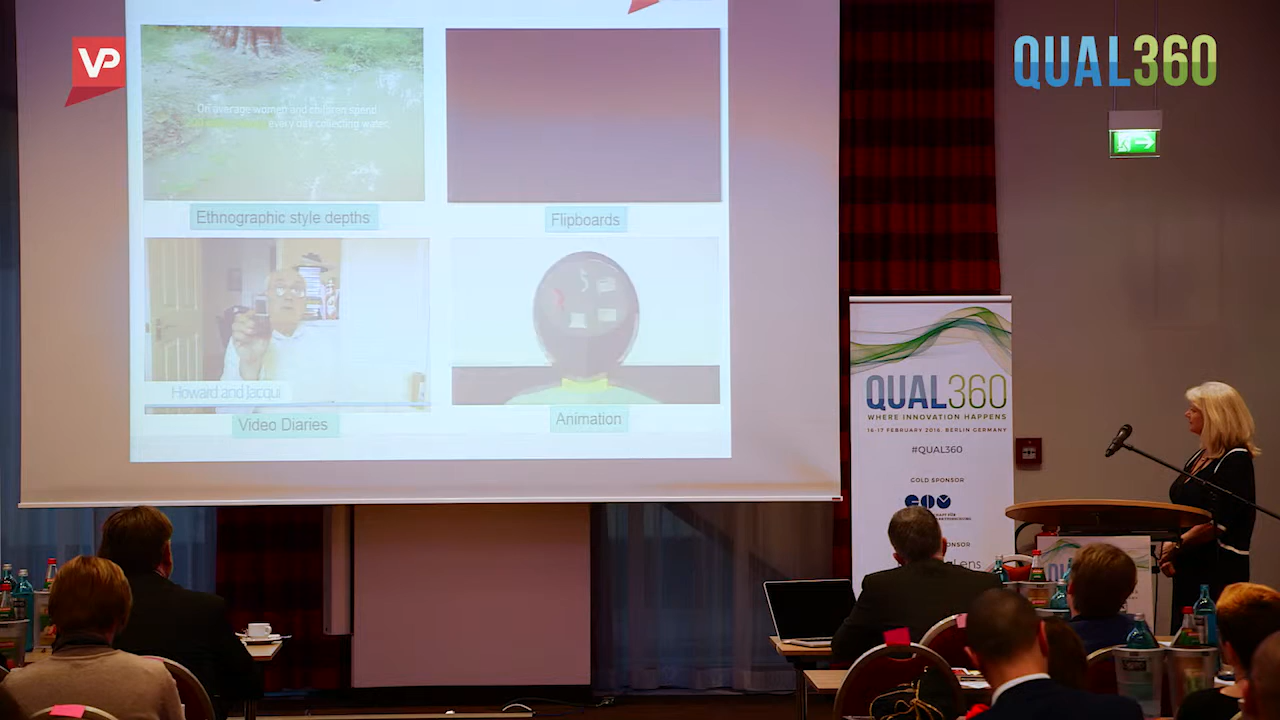 VP
QUAL360
On average women and children spend
every day collecting water.
Ethnographic style depths
Flipboards
Howard and Jacqui
Video Diaries
Animation
QUAL360
WHERE INNOVATION HAPPENS
16-17 FEBRUARY 2016, BERLIN GERMANY
#QUAL360
GOLD SPONSOR